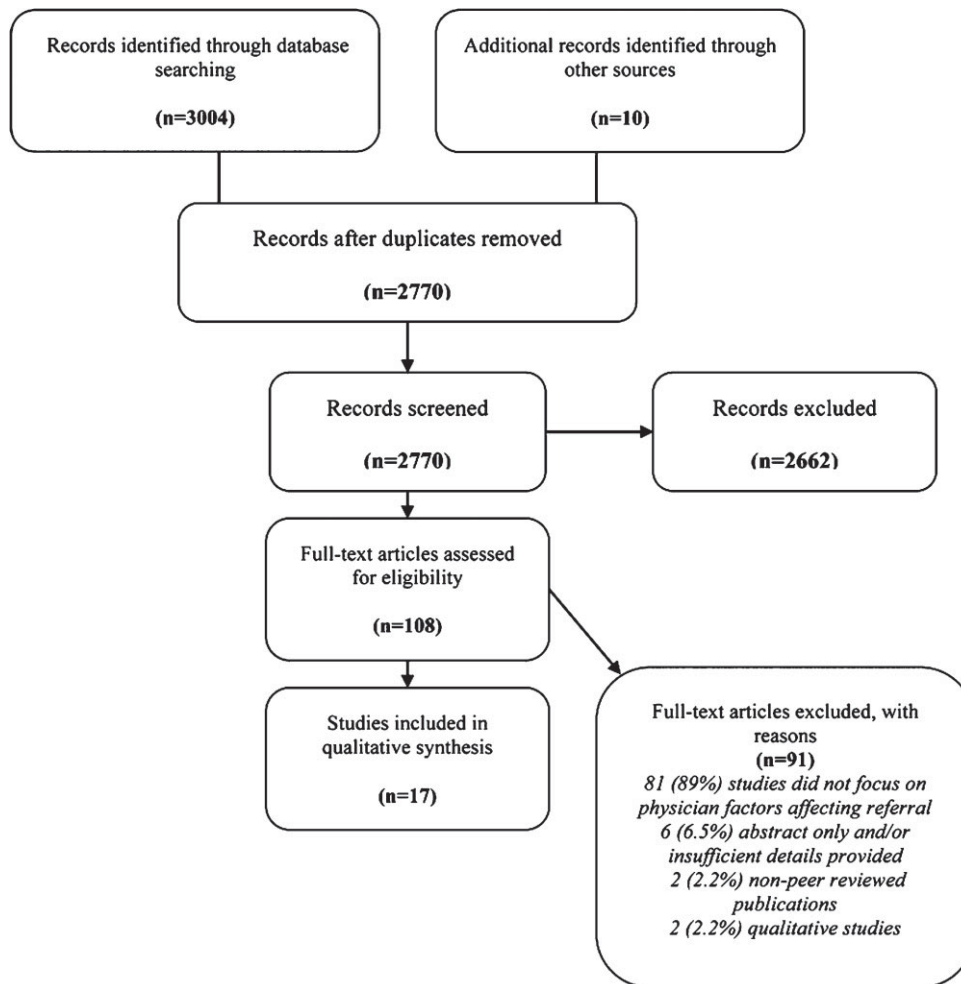 Records identified through database
searching
(n=3004)
Additional records identified through
other sources
(n=10)
Records after duplicates removed
(n=2770)
Records screened
(n=2770)
Records excluded
(n=2662)
Full-text articles assessed
for eligibility
(n=108)
Studies included in
qualitative synthesis
(n=17)
Full-text articles excluded, with
reasons
(n=91)
81 (89%) studies did not focus on
physician factors affecting referral
6 (6.5%) abstract only and/or
insufficient details provided
2 (2.2%) non-peer reviewed
publications
2 (2.2%) qualitative studies